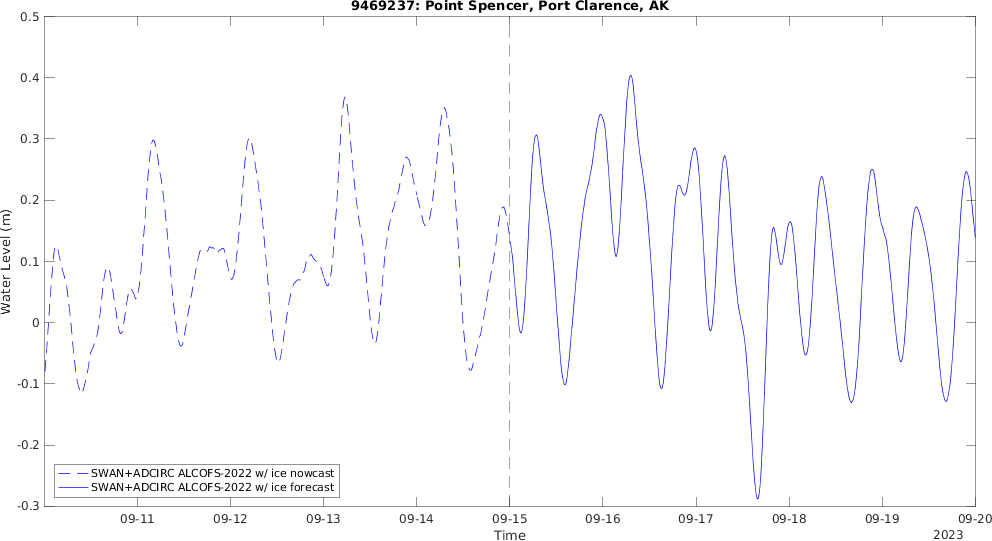 9469237: Point Spencer, Port Clarence, AK
0.5
0.4
0.3
0.2
0.1
0
-0.1
-0.2
-0.3
Water Level (m)
SWAN+ADCIRC ALCOFS-2022 w/ ice nowcast
SWAN+ADCIRC ALCOFS-2022 w/ ice forecast
09-11 09-12 09-13 09-14 09-15 09-16 09-17 09-18 09-19 09-20
Time
2023